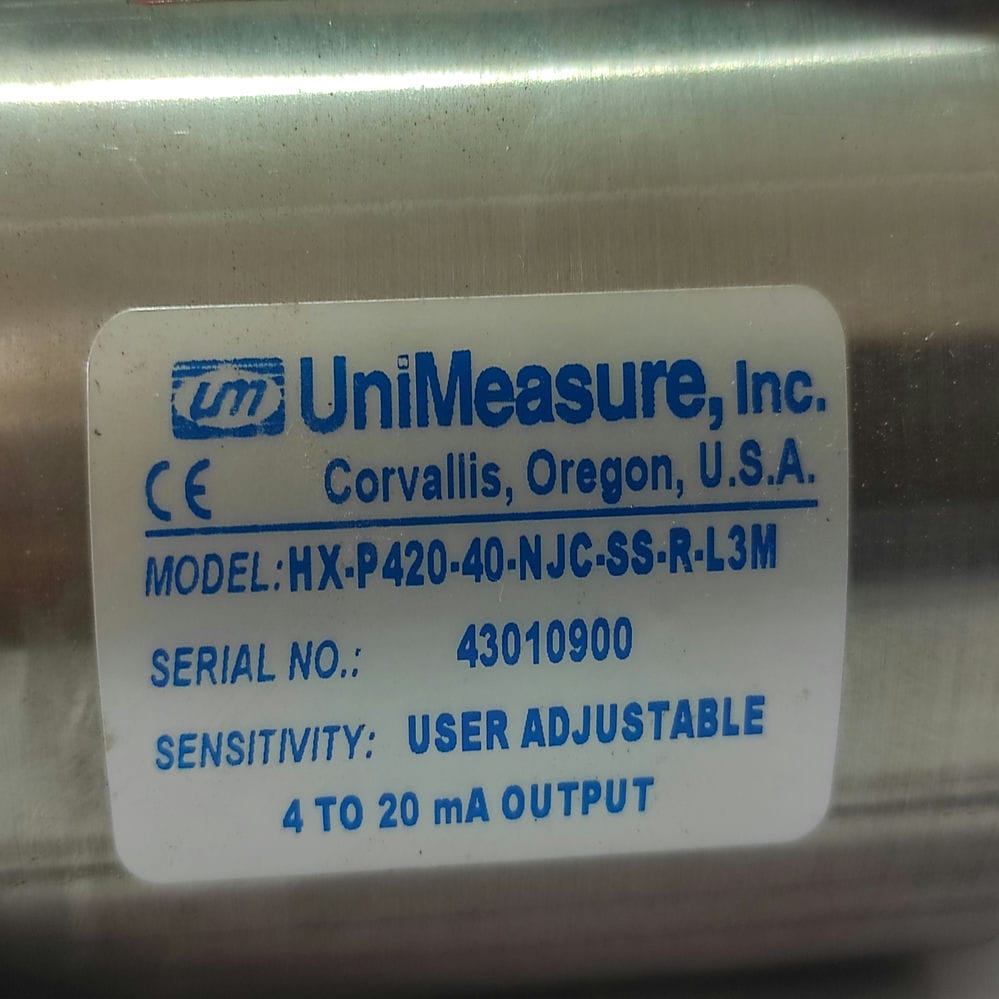 um UniMeasure, Inc.
CE Corvallis, Oregon, U.S.A.
MODEL: HX-P420-40-NJC-SS-R-L3M
SERIAL NO.: 43010900
SENSITIVITY: USER ADJUSTABLE
4 TO 20 mA OUTPUT